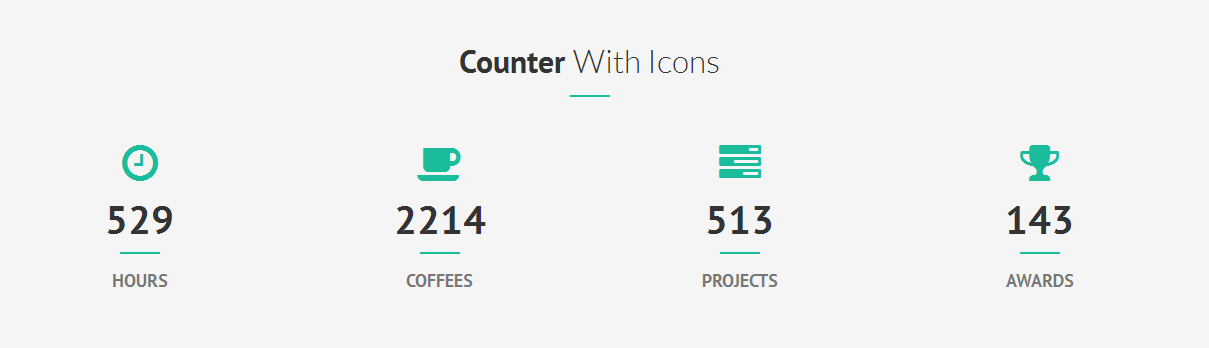 Counter With Icons
529
2214
513
143
HOURS
COFFEES
PROJECTS
AWARDS